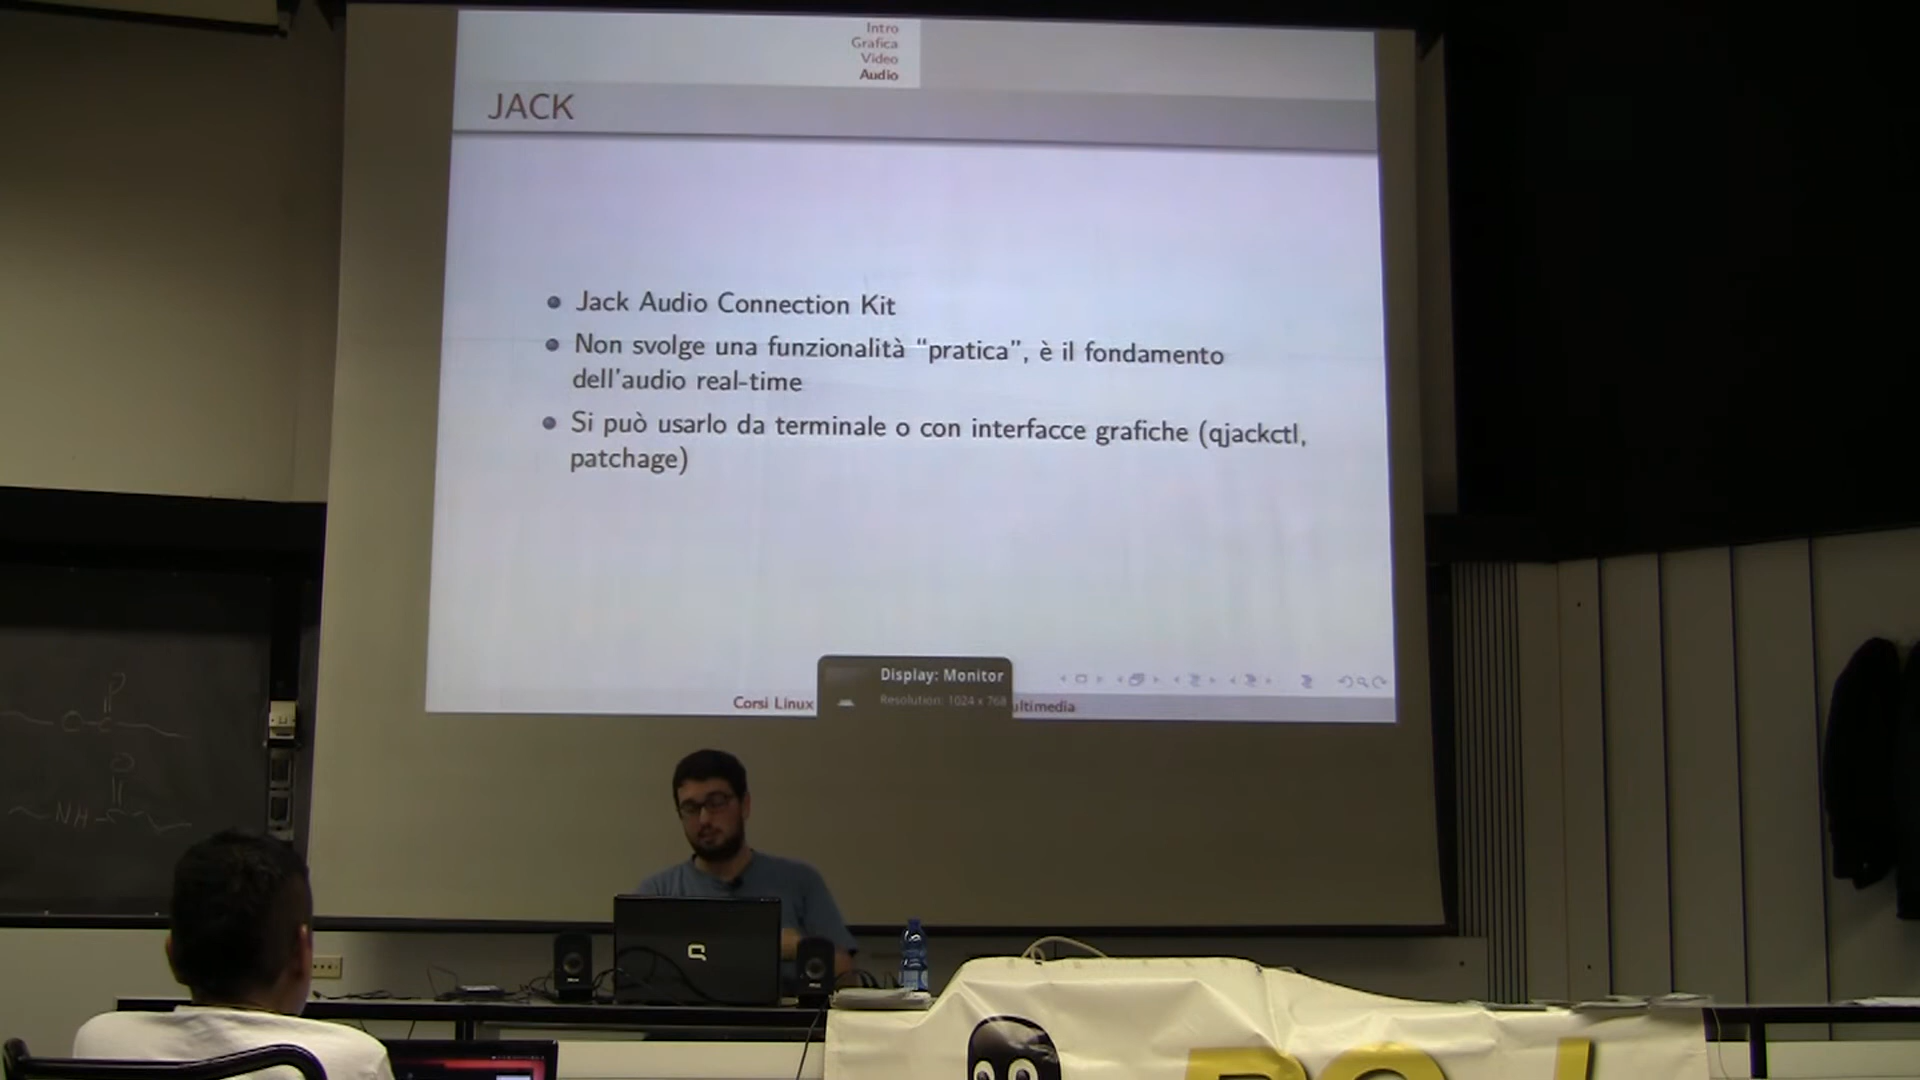 Intro
Grafica
Video
Audio
JACK
Jack Audio Connection Kit
Non svolge una funzionalità “pratica”, è il fondamento
dell'audio real-time
Si può usarlo da terminale o con interfacce grafiche (qjackctl,
patchage)
Display: Monitor
Resolution: 1024 x 768
Corsi Linux
ultimedia
O-C
O
NH-C